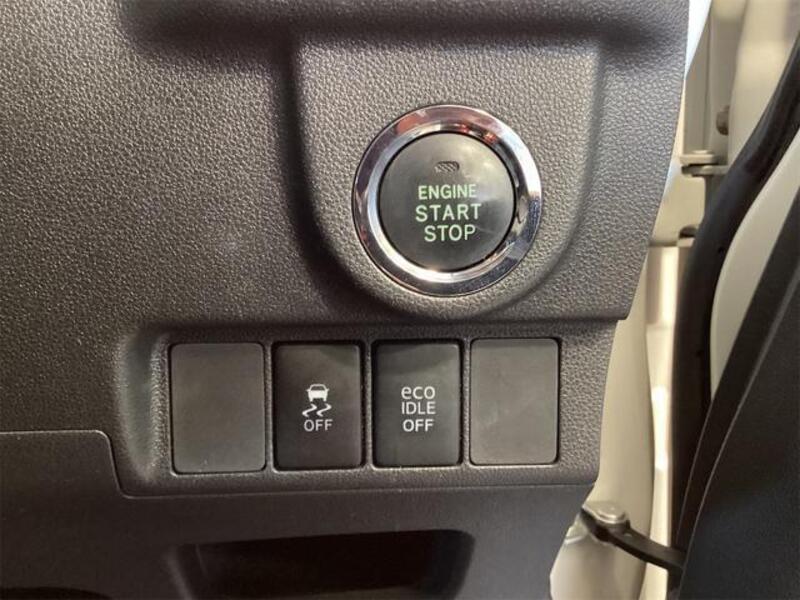 ENGINE
START
STOP
OFF
eco
IDLE
OFF